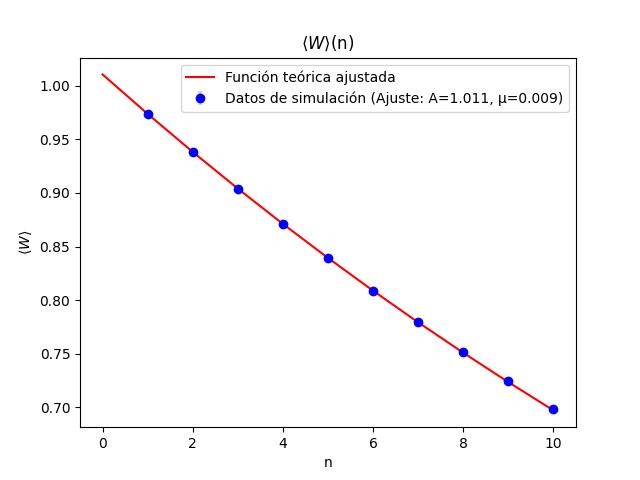 ⟨W⟩(n)
Función teórica ajustada
Datos de simulación (Ajuste: A=1.011, μ=0.009)
1.00
0.95
0.90
0.85
0.80
0.75
0.70
⟨W⟩
0 2 4 6 8 10
n